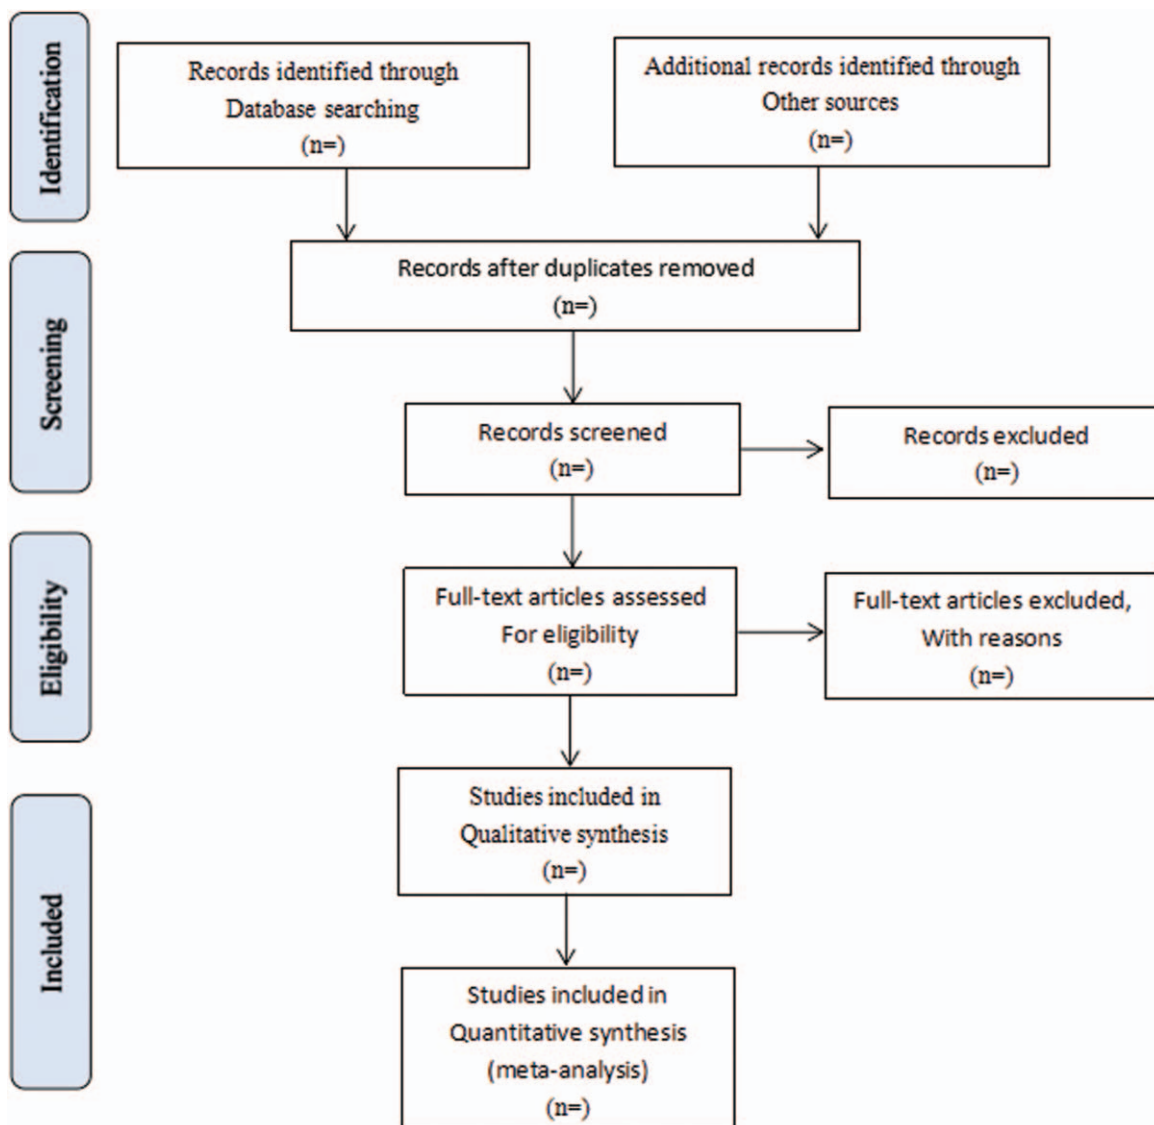 Identification
Records identified through
Database searching
(n=)
Additional records identified through
Other sources
(n=)
Screening
Records after duplicates removed
(n=)
Records screened
(n=)
Records excluded
(n=)
Eligibility
Full-text articles assessed
For eligibility
(n=)
Full-text articles excluded,
With reasons
(n=)
Included
Studies included in
Qualitative synthesis
(n=)
Studies included in
Quantitative synthesis
(meta-analysis)
(n=)